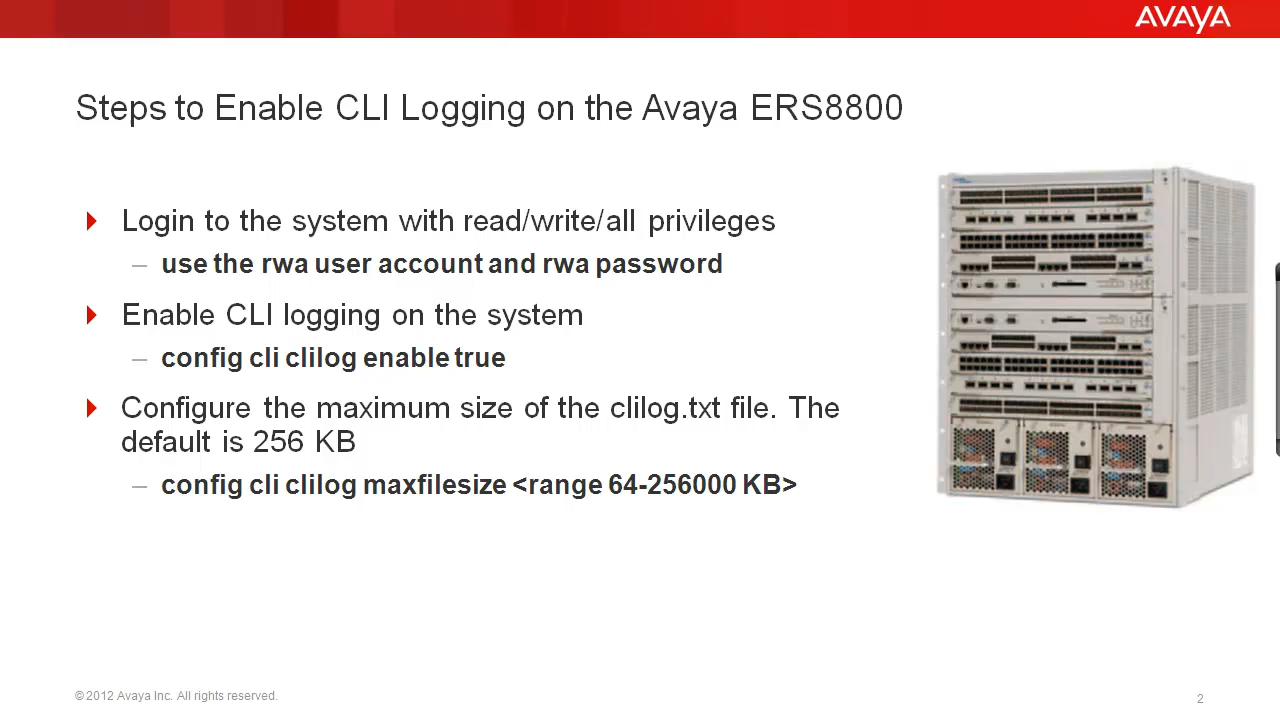 AVAYA
Steps to Enable CLI Logging on the Avaya ERS8800
Login to the system with read/write/all privileges
– use the rwa user account and rwa password
Enable CLI logging on the system
– config cli clilog enable true
Configure the maximum size of the clilog.txt file. The
default is 256 KB
– config cli clilog maxfilesize <range 64-256000 KB>
© 2012 Avaya Inc. All rights reserved.
2